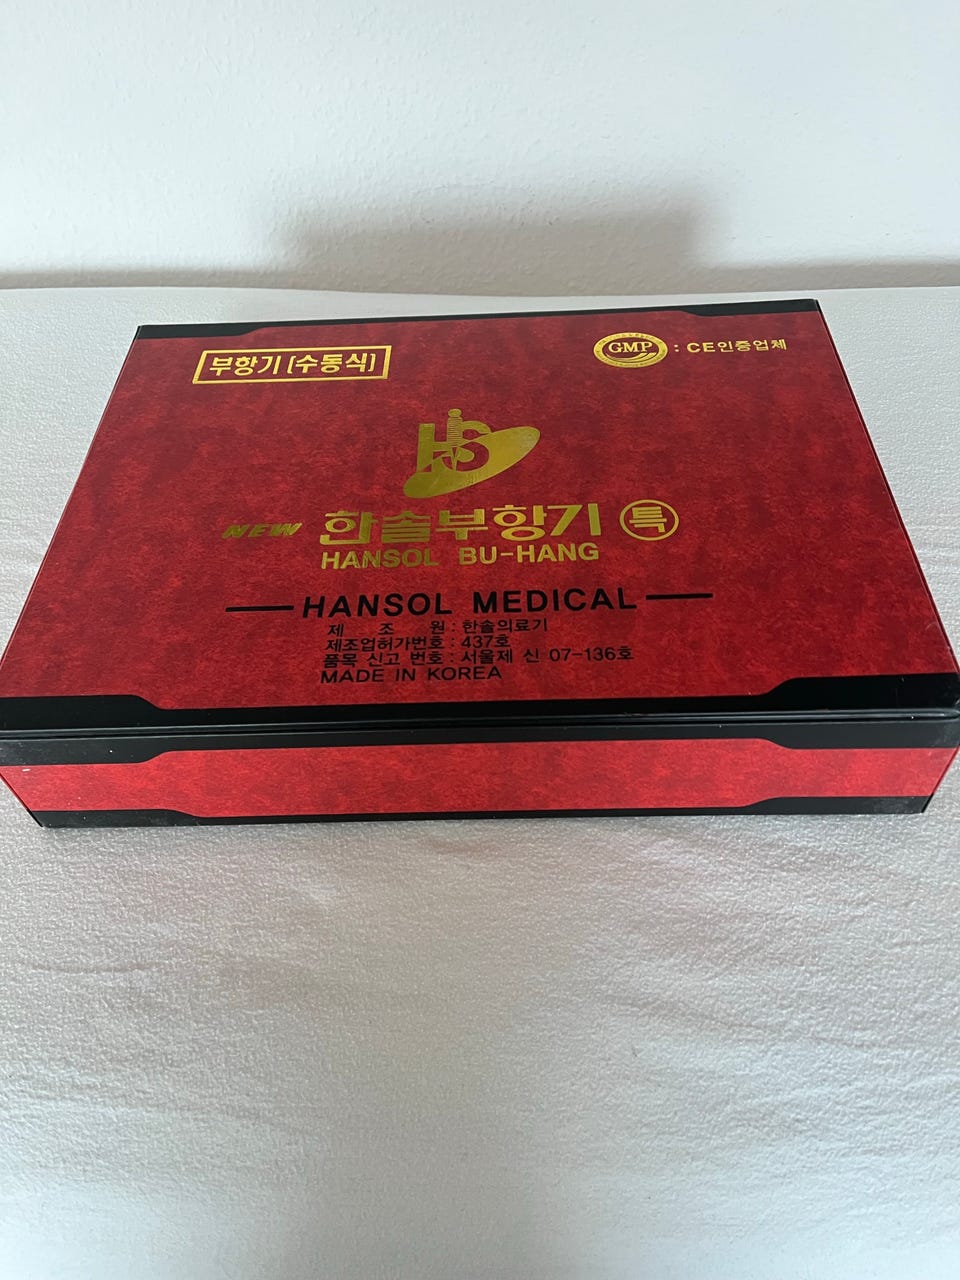 부항기 [수동식]
GMP : CE인증업체
HS
NEW 한솔부항기 특
HANSOL BU-HANG
HANSOL MEDICAL
제 조 원 : 한솔의료기
제조업허가번호 : 437호
품목 신고 번호 : 서울제 신 07-136호
MADE IN KOREA